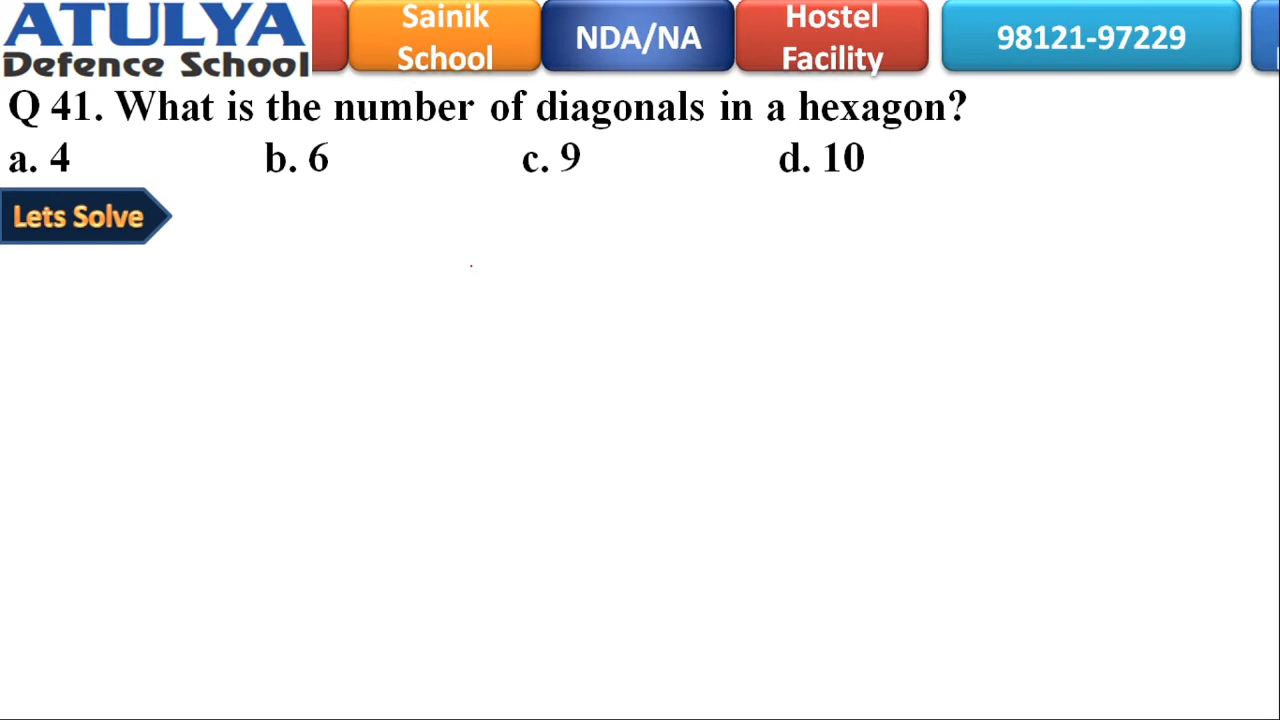 ATULYA
Defence School
Sainik
School
NDA/NA
Hostel
Facility
98121-97229
Q 41. What is the number of diagonals in a hexagon?
a. 4 b. 6 c. 9 d. 10
Lets Solve